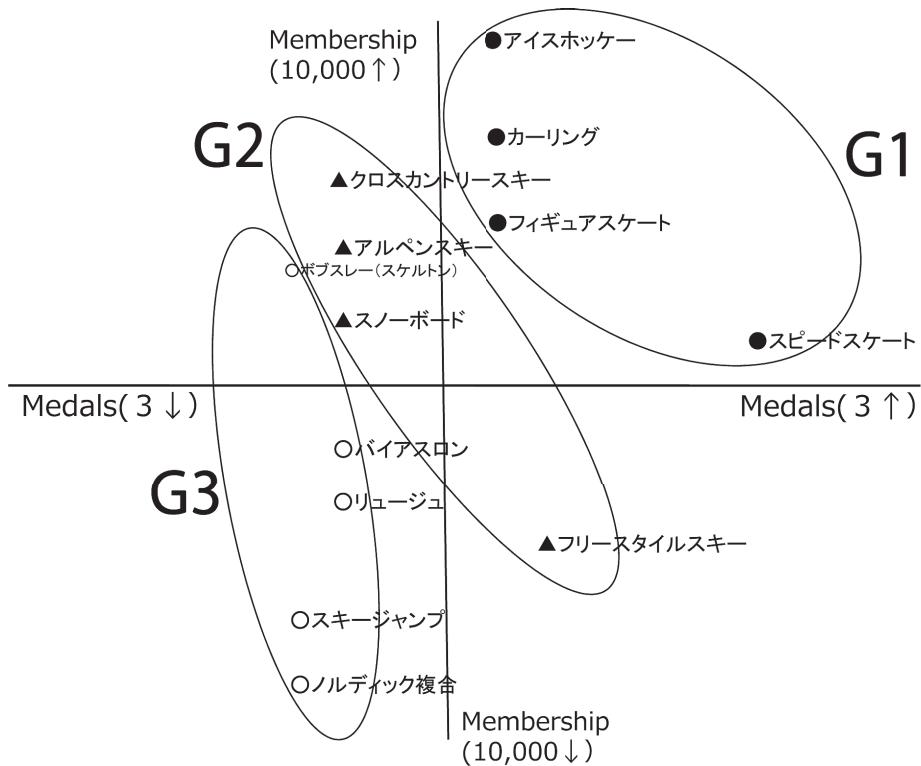 Membership
(10,000↑)
●アイスホッケー
G2
●カーリング
G1
▲クロスカントリースキー
●フィギュアスケート
▲アルペンスキー
○ボブスレー(スケルトン)
▲スノーボード
●スピードスケート
Medals(3↓)
Medals(3↑)
○バイアスロン
G3
○リュージュ
▲フリースタイルスキー
○スキージャンプ
○ノルディック複合
Membership
(10,000↓)